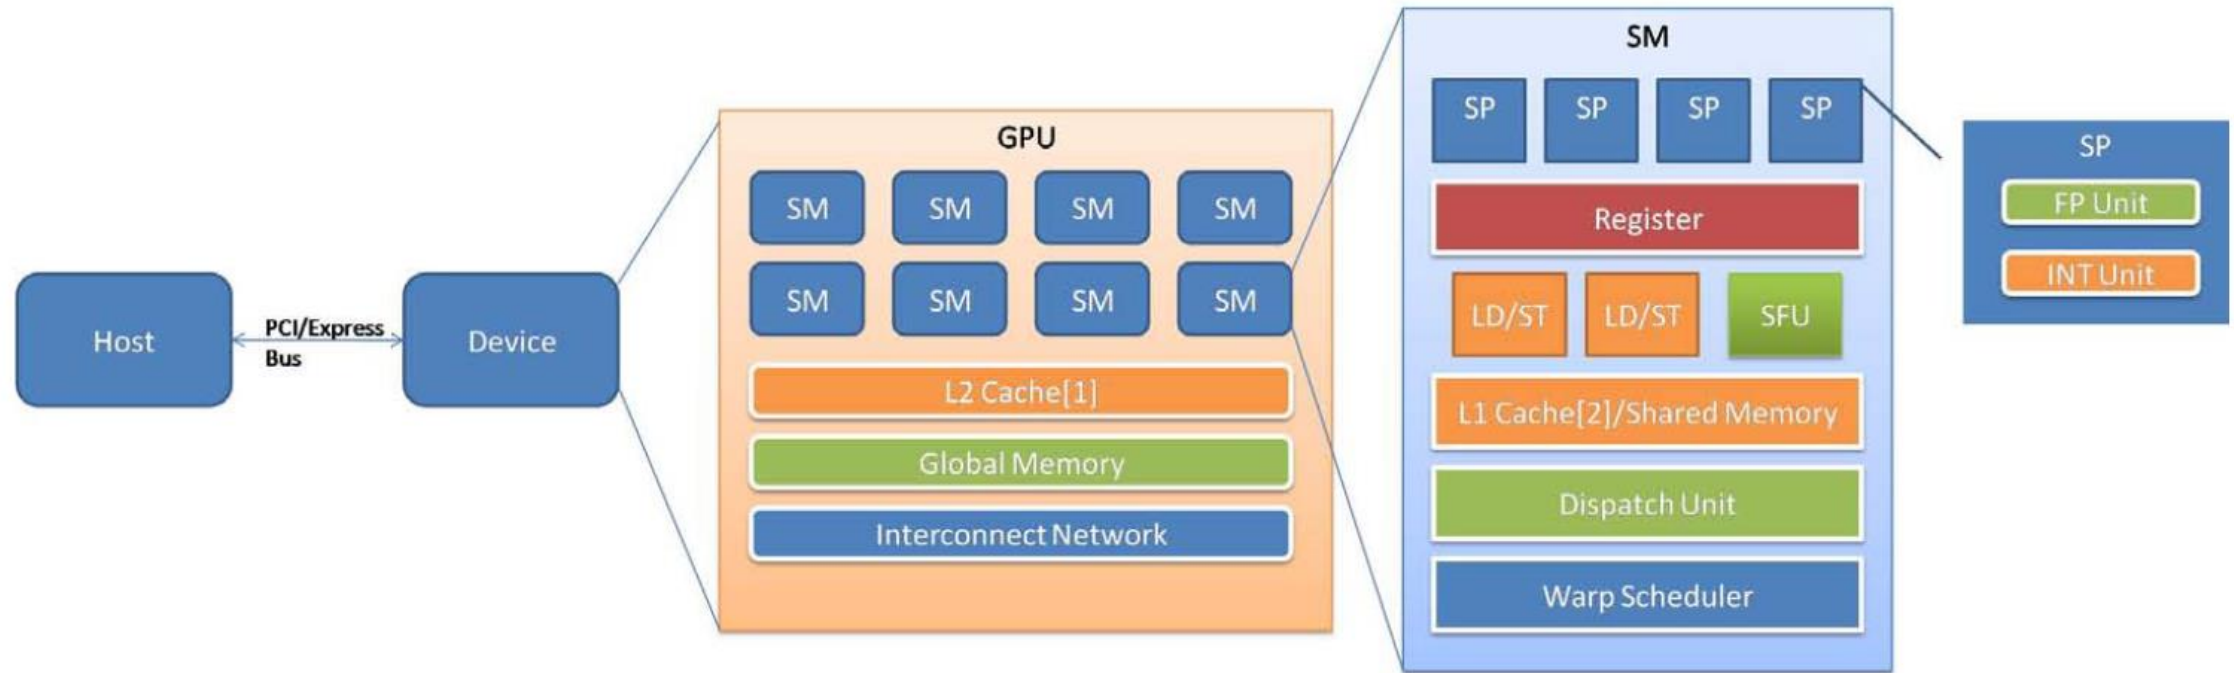 Host
PCI/Express
Bus
Device
GPU
SM SM SM SM
SM SM SM SM
L2 Cache[1]
Global Memory
Interconnect Network
SM
SP SP SP SP
Register
LD/ST LD/ST SFU
L1 Cache[2]/Shared Memory
Dispatch Unit
Warp Scheduler
SP
FP Unit
INT Unit